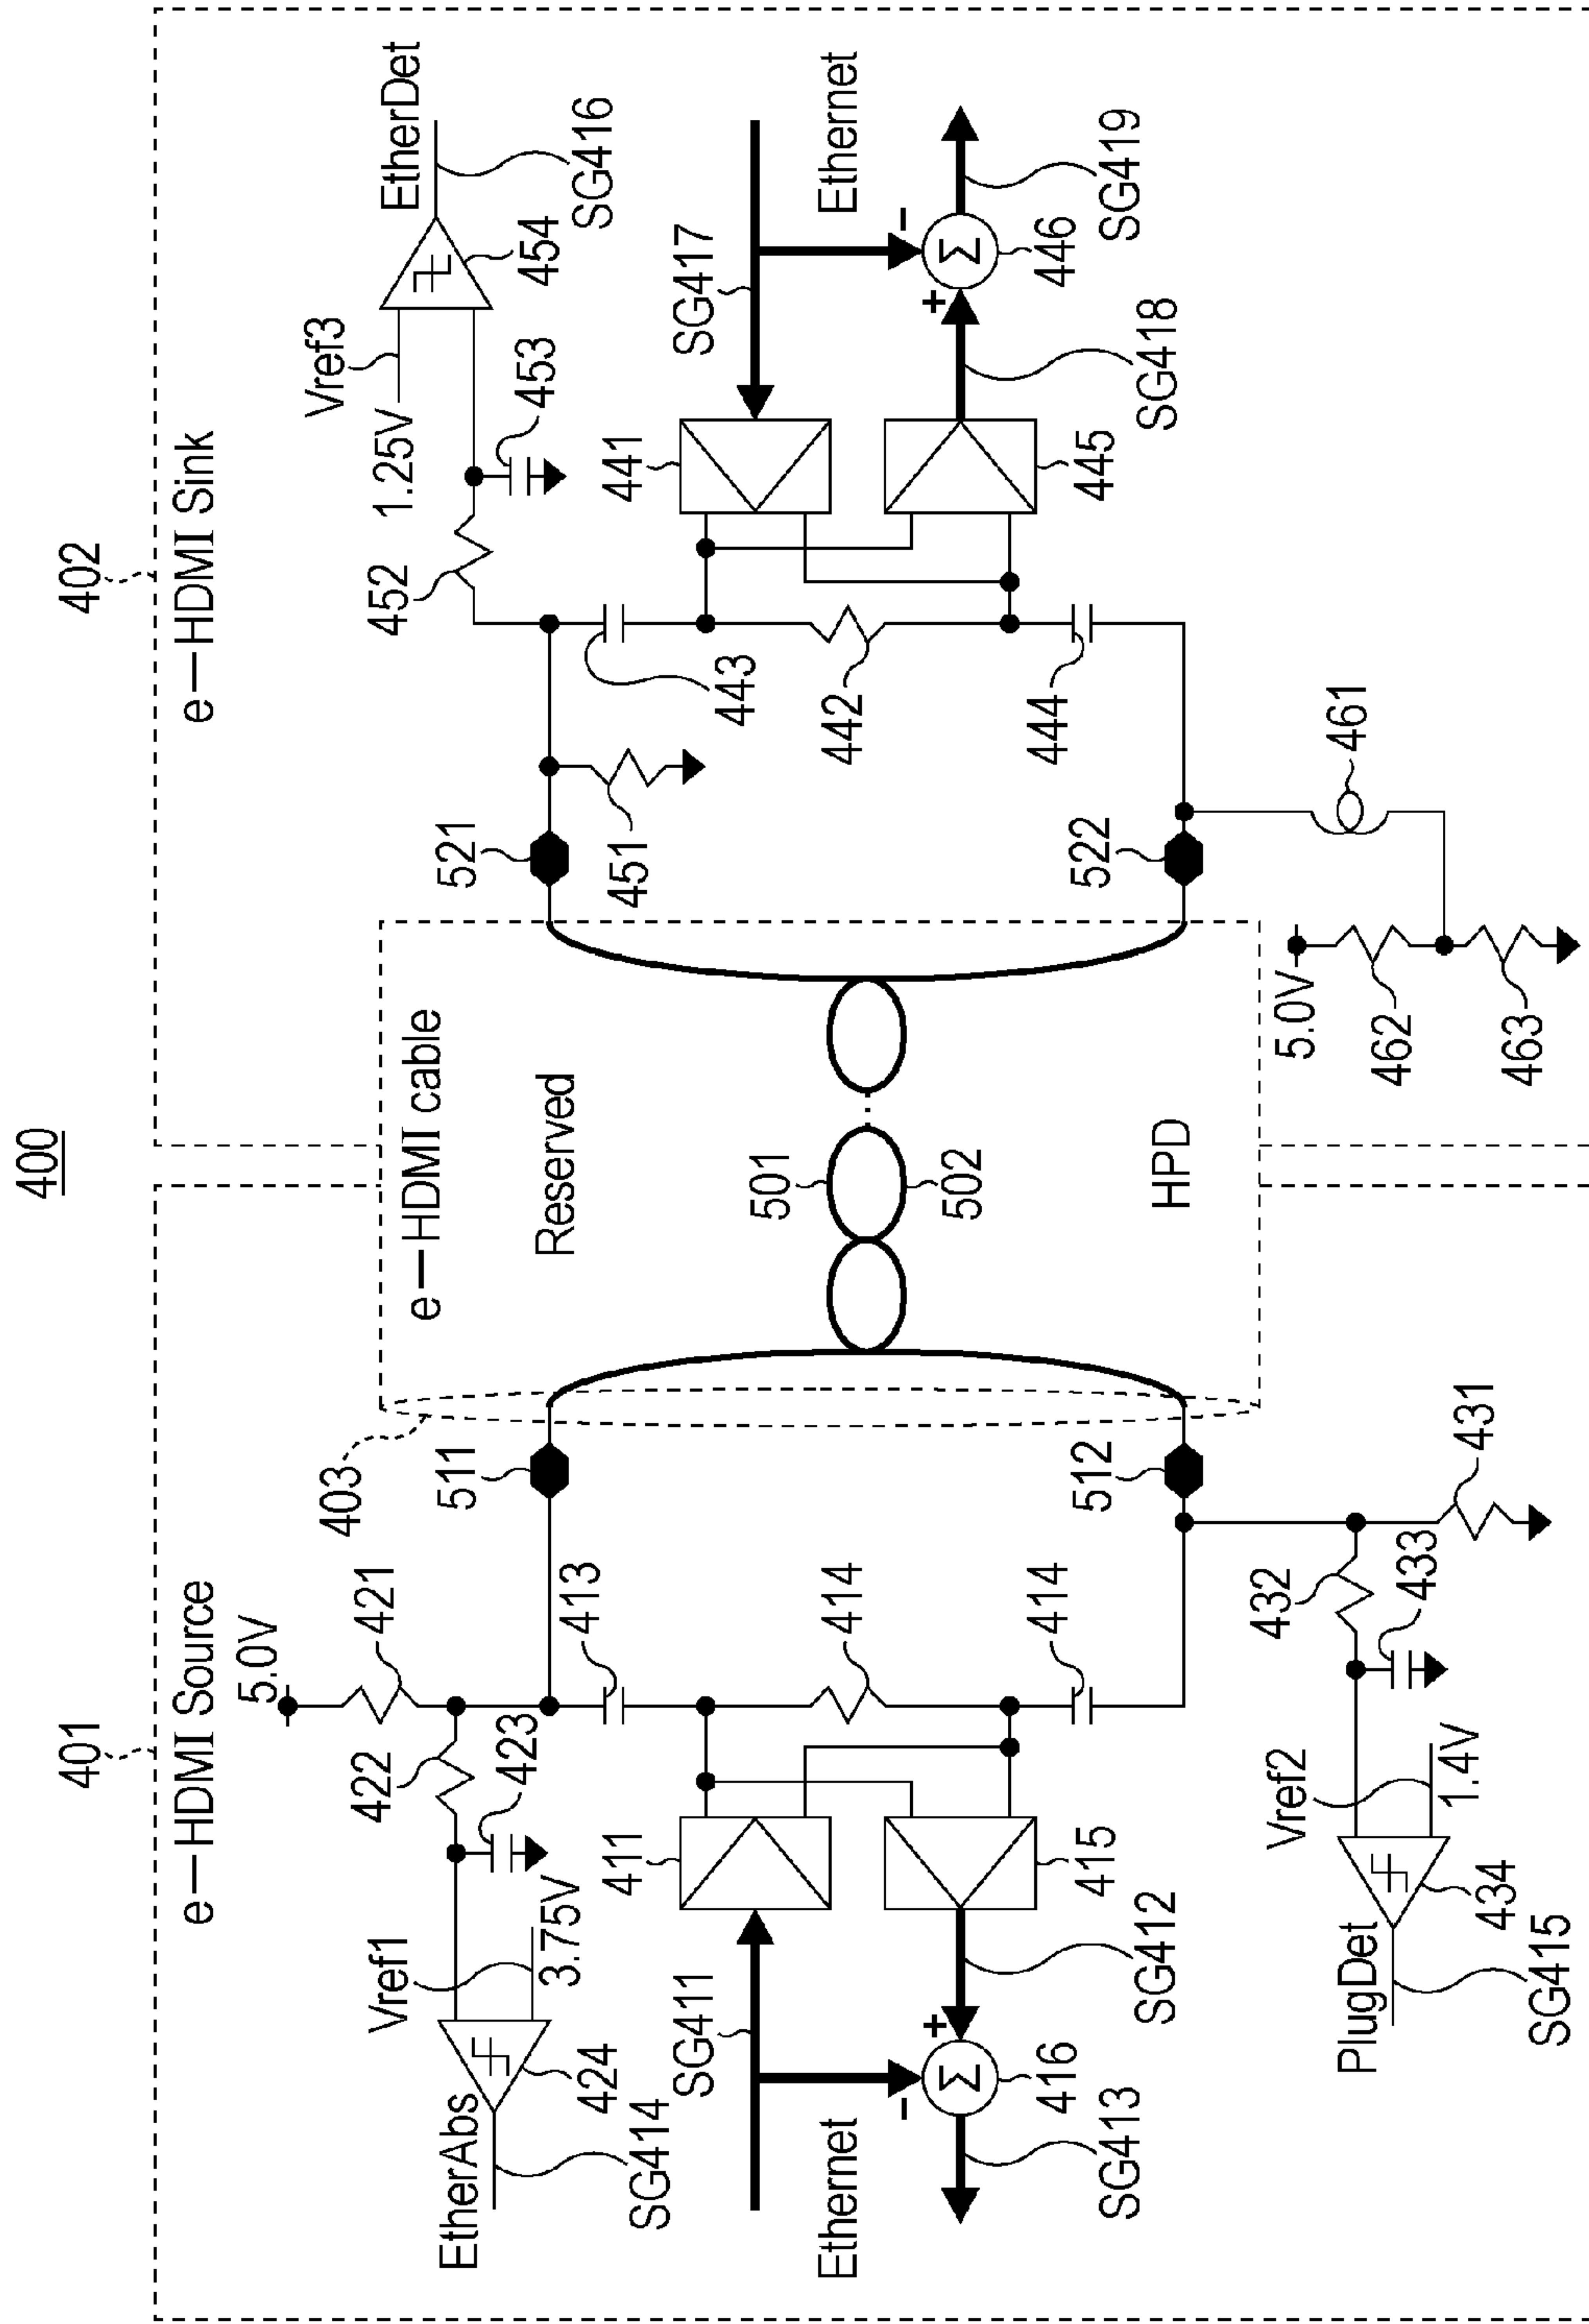 400
401
e—HDMI Source
402
e—HDMI Sink
403
e—HDMI cable
Reserved
HPD
501
502
511
512
521
522
5.0V
421
422
423
Vref1
3.75V
424
EtherAbs
SG414
413
414
414
411
415
SG411
SG412
Ethernet
+
−
Σ
416
SG413
431
432
433
Vref2
1.4V
434
PlugDet
SG415
Vref3
1.25V
EtherDet
SG416
454
453
452
451
443
442
444
441
445
SG417
SG418
Ethernet
−
+
Σ
446
SG419
461
5.0V
462
463